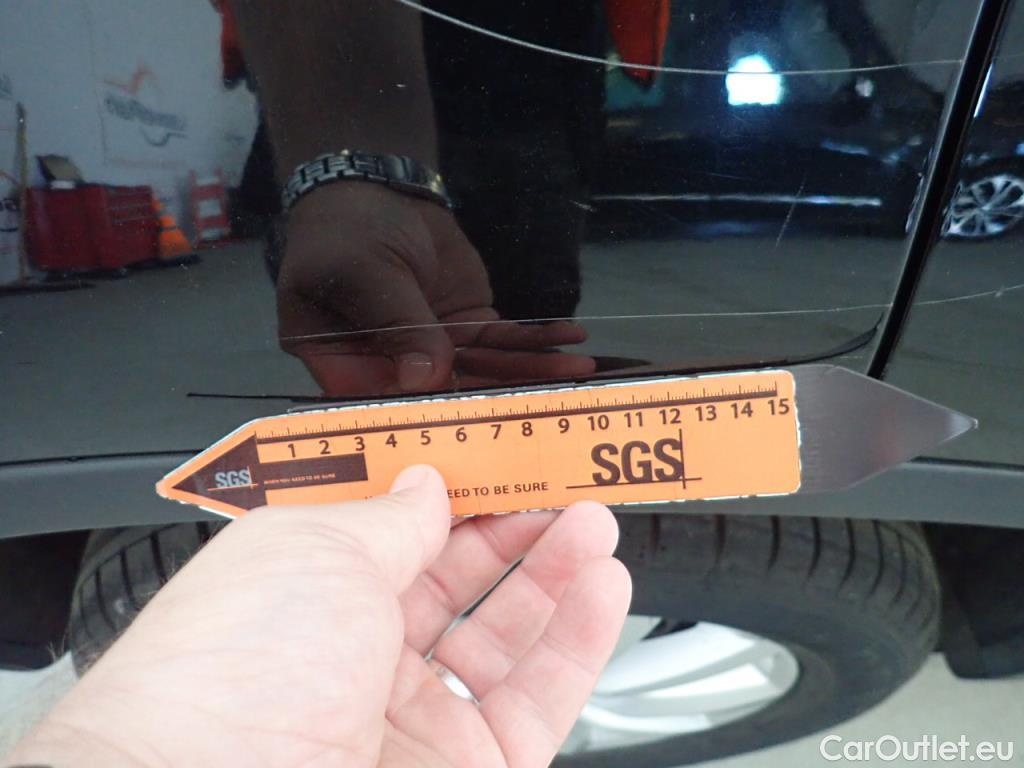 1 2 3 4 5 6 7 8 9 10 11 12 13 14 15
SGS
WHEN YOU NEED TO BE SURE
SGS
EED TO BE SURE
CarOutlet.eu